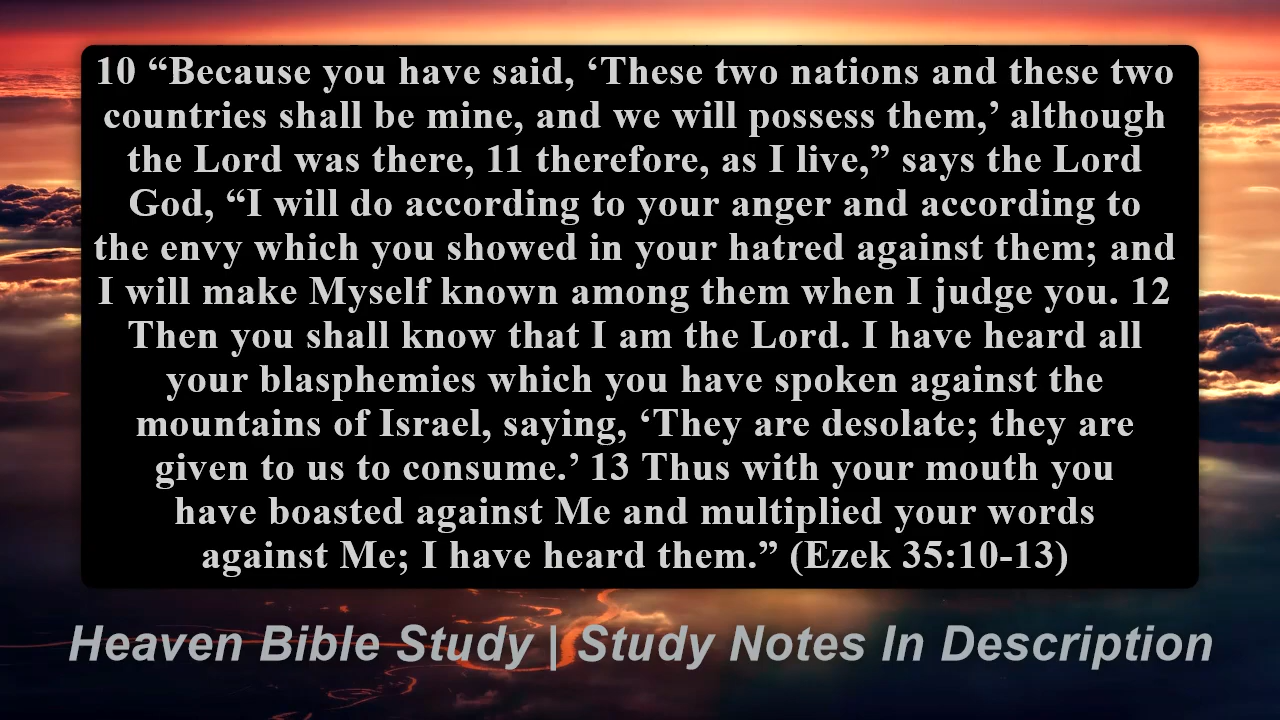 10 “Because you have said, ‘These two nations and these two
countries shall be mine, and we will possess them,’ although
the Lord was there, 11 therefore, as I live,” says the Lord
God, “I will do according to your anger and according to
the envy which you showed in your hatred against them; and
I will make Myself known among them when I judge you. 12
Then you shall know that I am the Lord. I have heard all
your blasphemies which you have spoken against the
mountains of Israel, saying, ‘They are desolate; they are
given to us to consume.’ 13 Thus with your mouth you
have boasted against Me and multiplied your words
against Me; I have heard them.” (Ezek 35:10-13)
Heaven Bible Study | Study Notes In Description